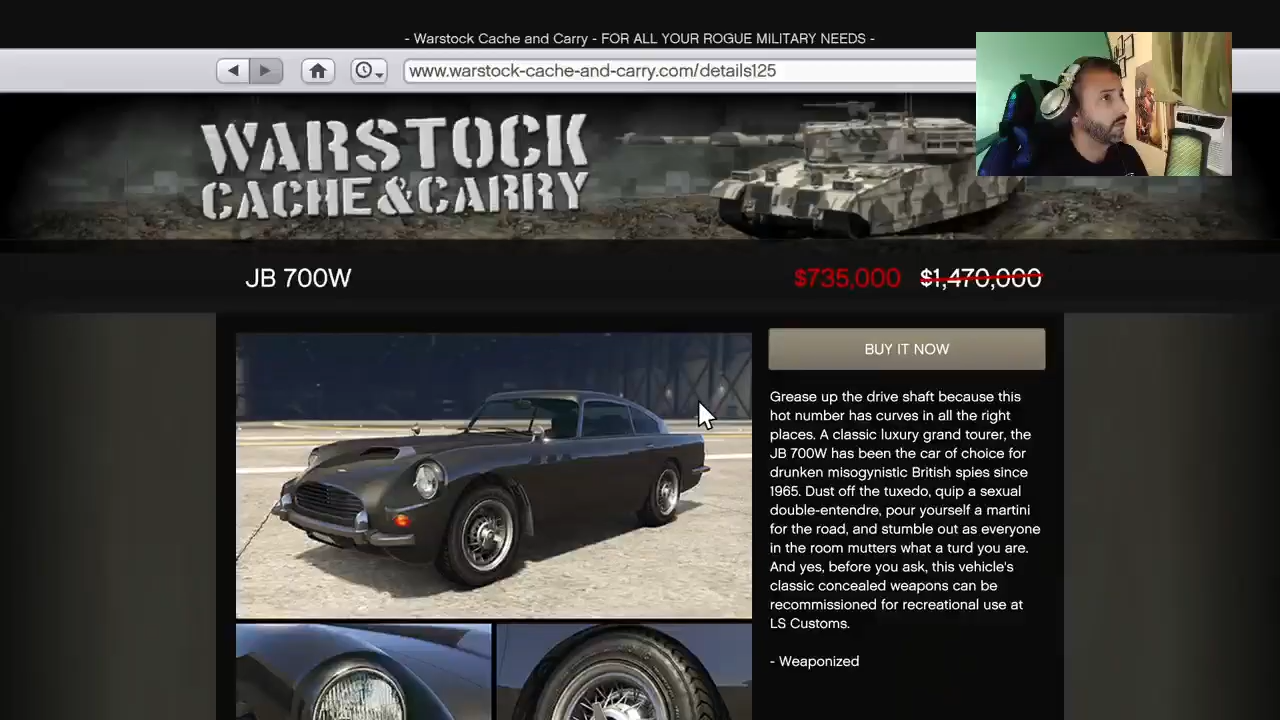 - Warstock Cache and Carry - FOR ALL YOUR ROGUE MILITARY NEEDS -
www.warstock-cache-and-carry.com/details125
WARSTOCK
CACHE&CARRY
JB 700W
$735,000 $1,470,000
BUY IT NOW
Grease up the drive shaft because this
hot number has curves in all the right
places. A classic luxury grand tourer, the
JB 700W has been the car of choice for
drunken misogynistic British spies since
1965. Dust off the tuxedo, quip a sexual
double-entendre, pour yourself a martini
for the road, and stumble out as everyone
in the room mutters what a turd you are.
And yes, before you ask, this vehicle's
classic concealed weapons can be
recommissioned for recreational use at
LS Customs.
- Weaponized